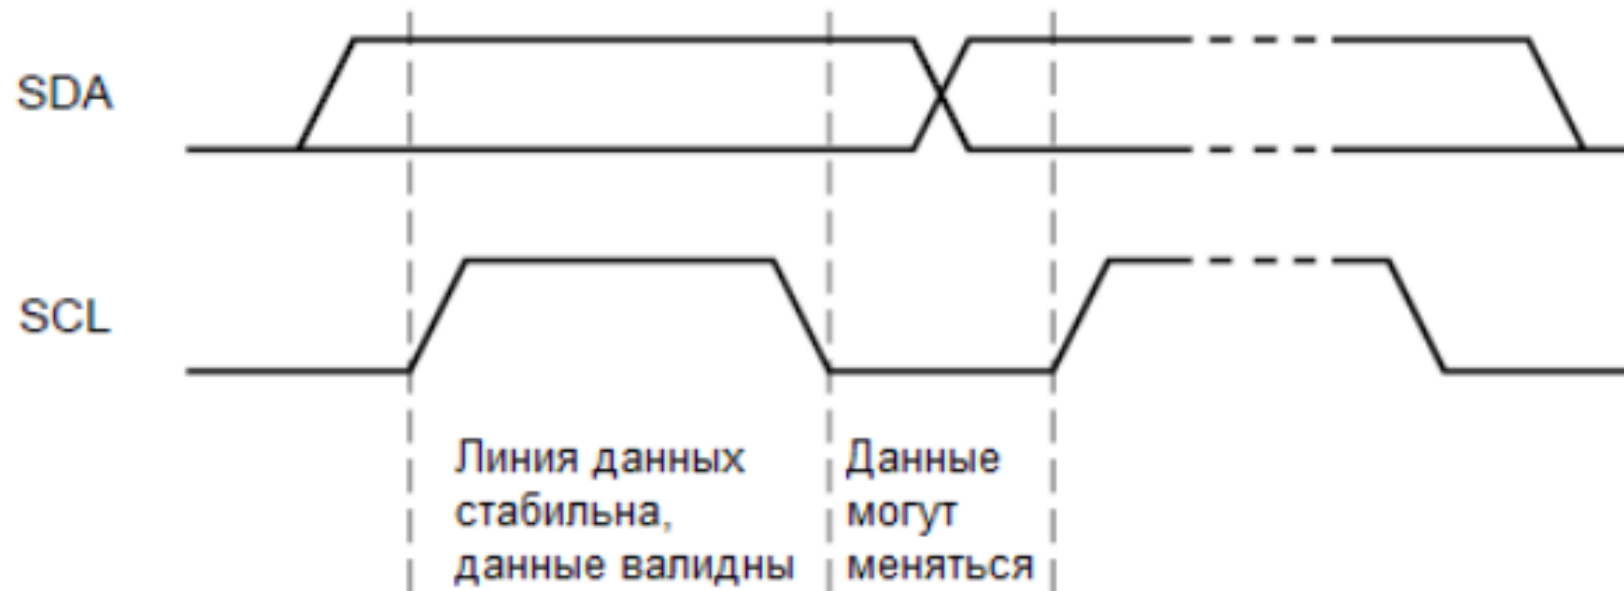 SDA
SCL
Линия данных
стабильна,
данные валидны
Данные
могут
меняться